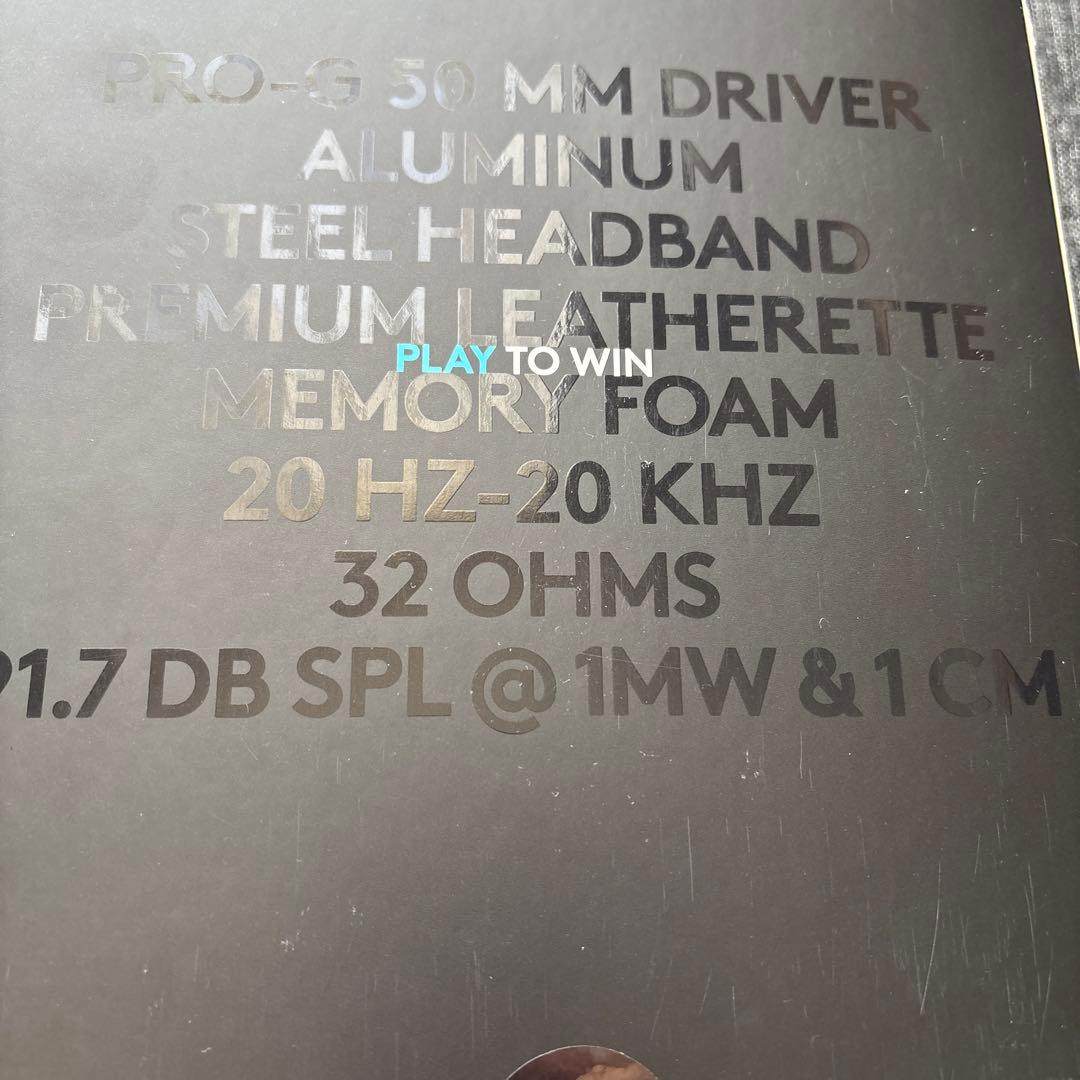 PRO-G 50 MM DRIVER
ALUMINUM
STEEL HEADBAND
PREMIUM LEATHERETTE
PLAY TO WIN
MEMORY FOAM
20 HZ-20 KHZ
32 OHMS
91.7 DB SPL @ 1MW & 1 CM